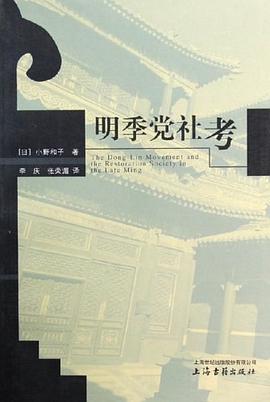 明季党社考
The Dong Lin Movement and
the Restoration Society in
the Late Ming
[日] 小野和子 著
李 庆 张荣湄 译
上海世纪出版股份有限公司
上海古籍出版社